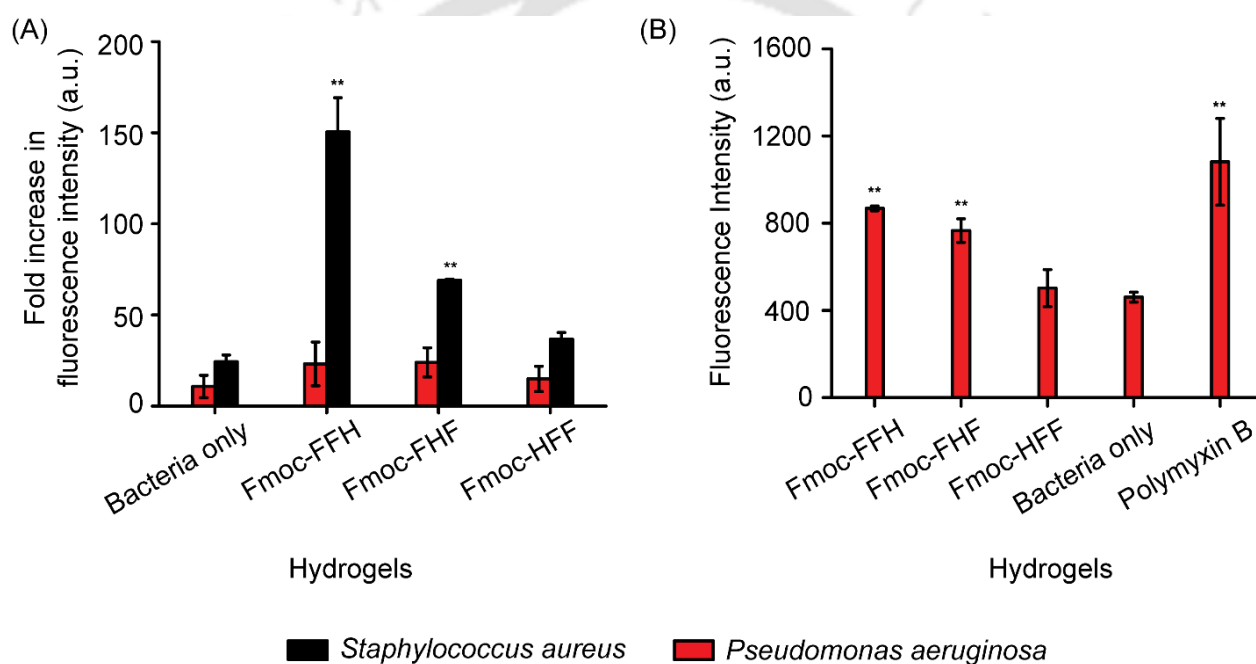 (A)
Fold increase in
fluorescence intensity (a.u.)
200
150
100
50
0
**
**
Bacteria only
Fmoc-FFH
Fmoc-FHF
Fmoc-HFF
Hydrogels
(B)
Fluorescence Intensity (a.u.)
1600
1200
800
400
0
**
**
**
Fmoc-FFH
Fmoc-FHF
Fmoc-HFF
Bacteria only
Polymyxin B
Hydrogels
Staphylococcus aureus
Pseudomonas aeruginosa